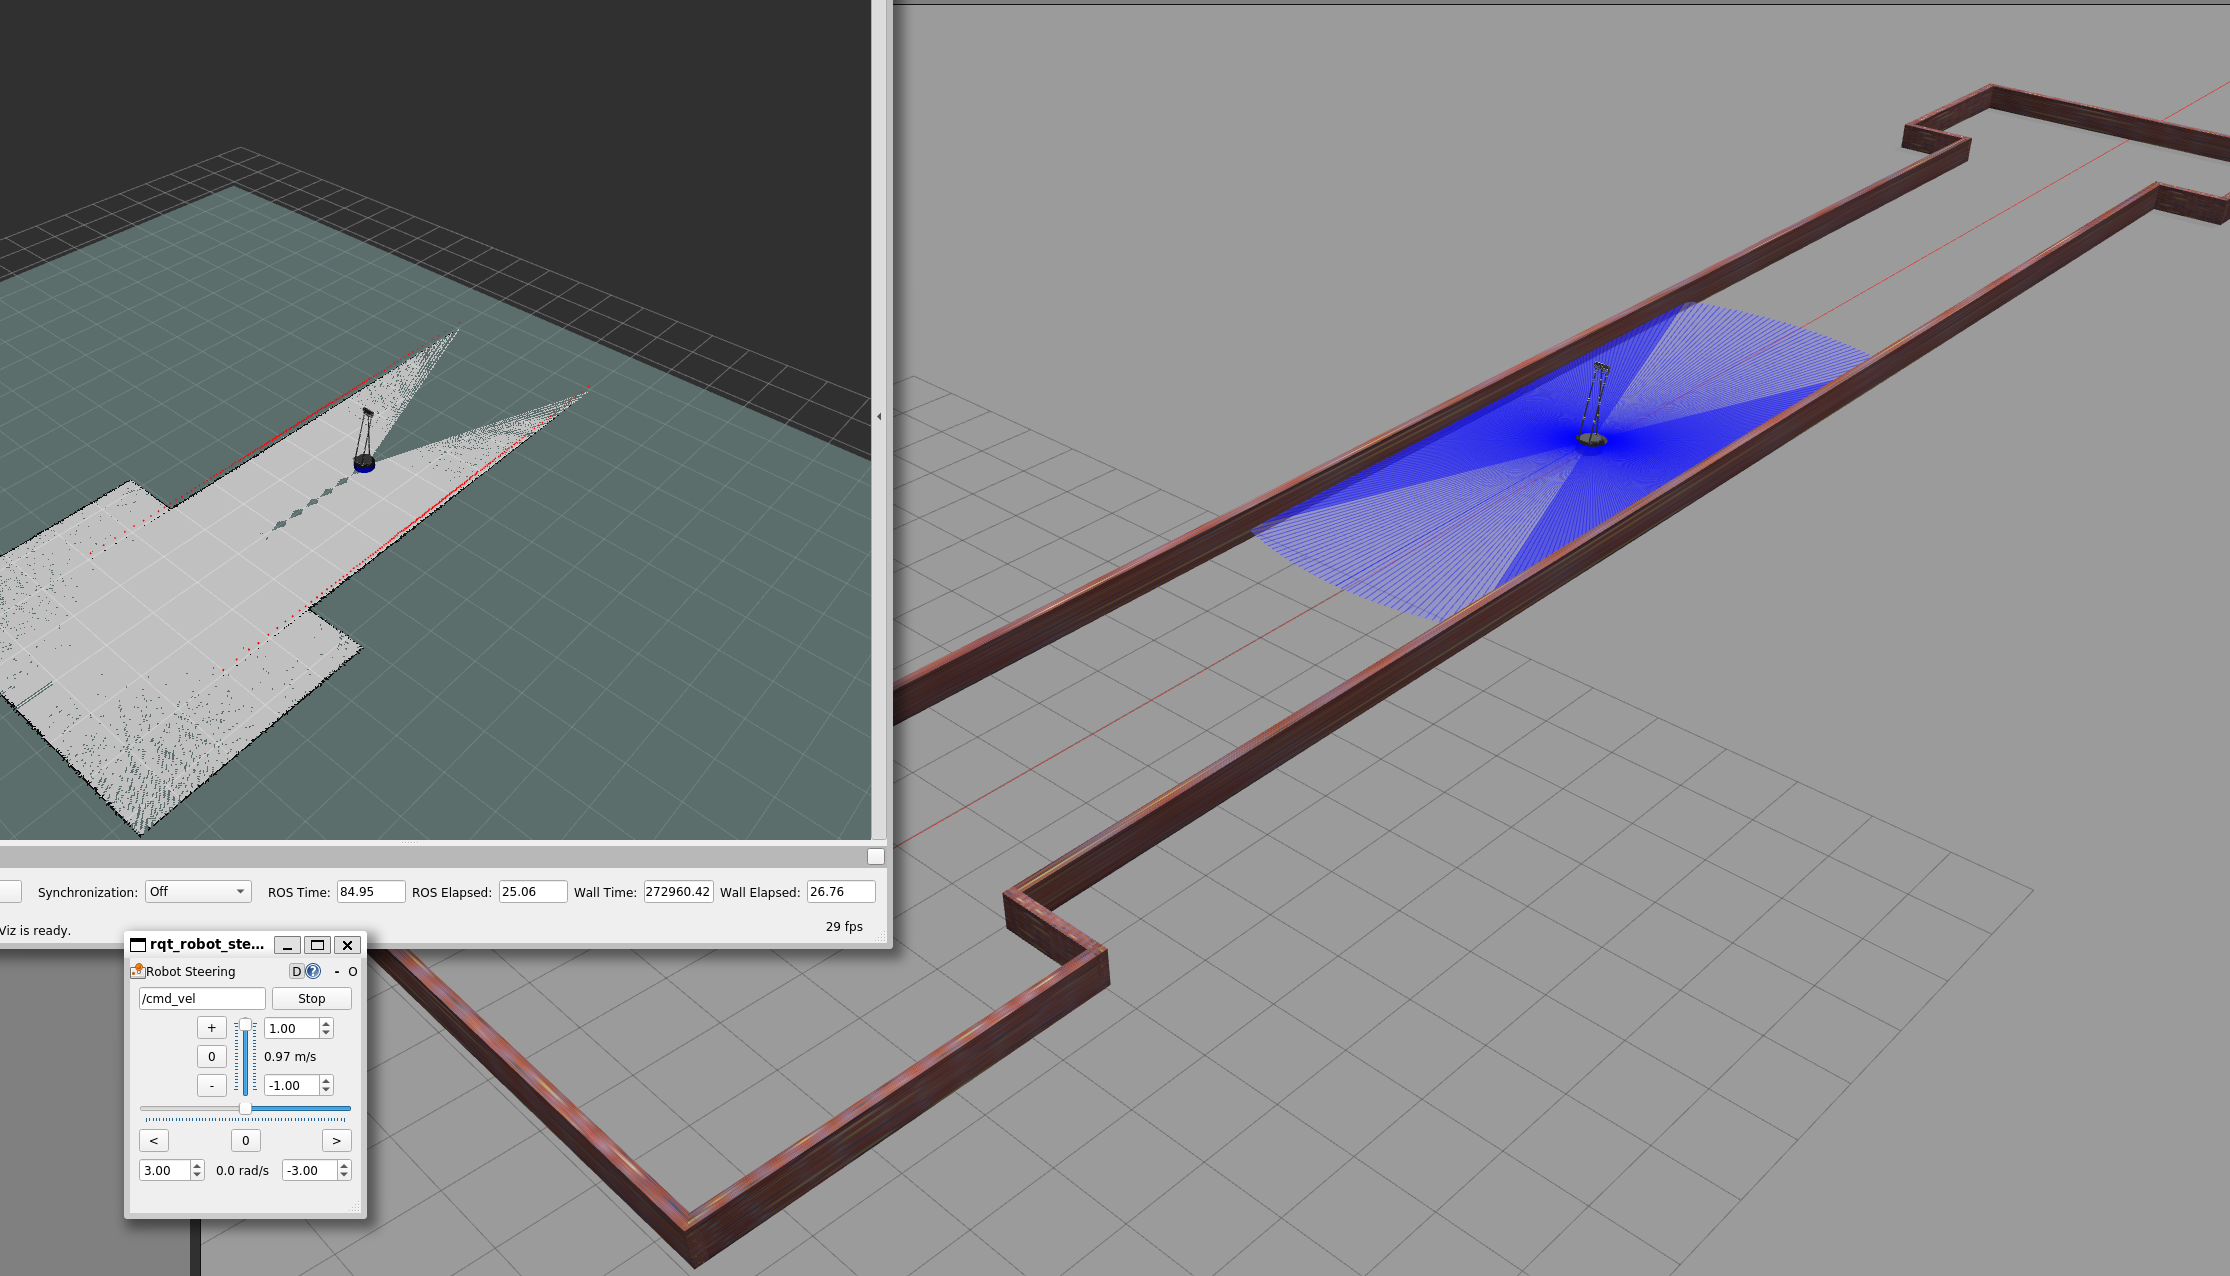 Synchronization: Off ROS Time: 84.95 ROS Elapsed: 25.06 Wall Time: 272960.42 Wall Elapsed: 26.76
Viz is ready. 29 fps
rqt_robot_ste...
Robot Steering D ? - O
/cmd_vel Stop
+ 1.00
0 0.97 m/s
- -1.00
< 0 >
3.00 0.0 rad/s -3.00